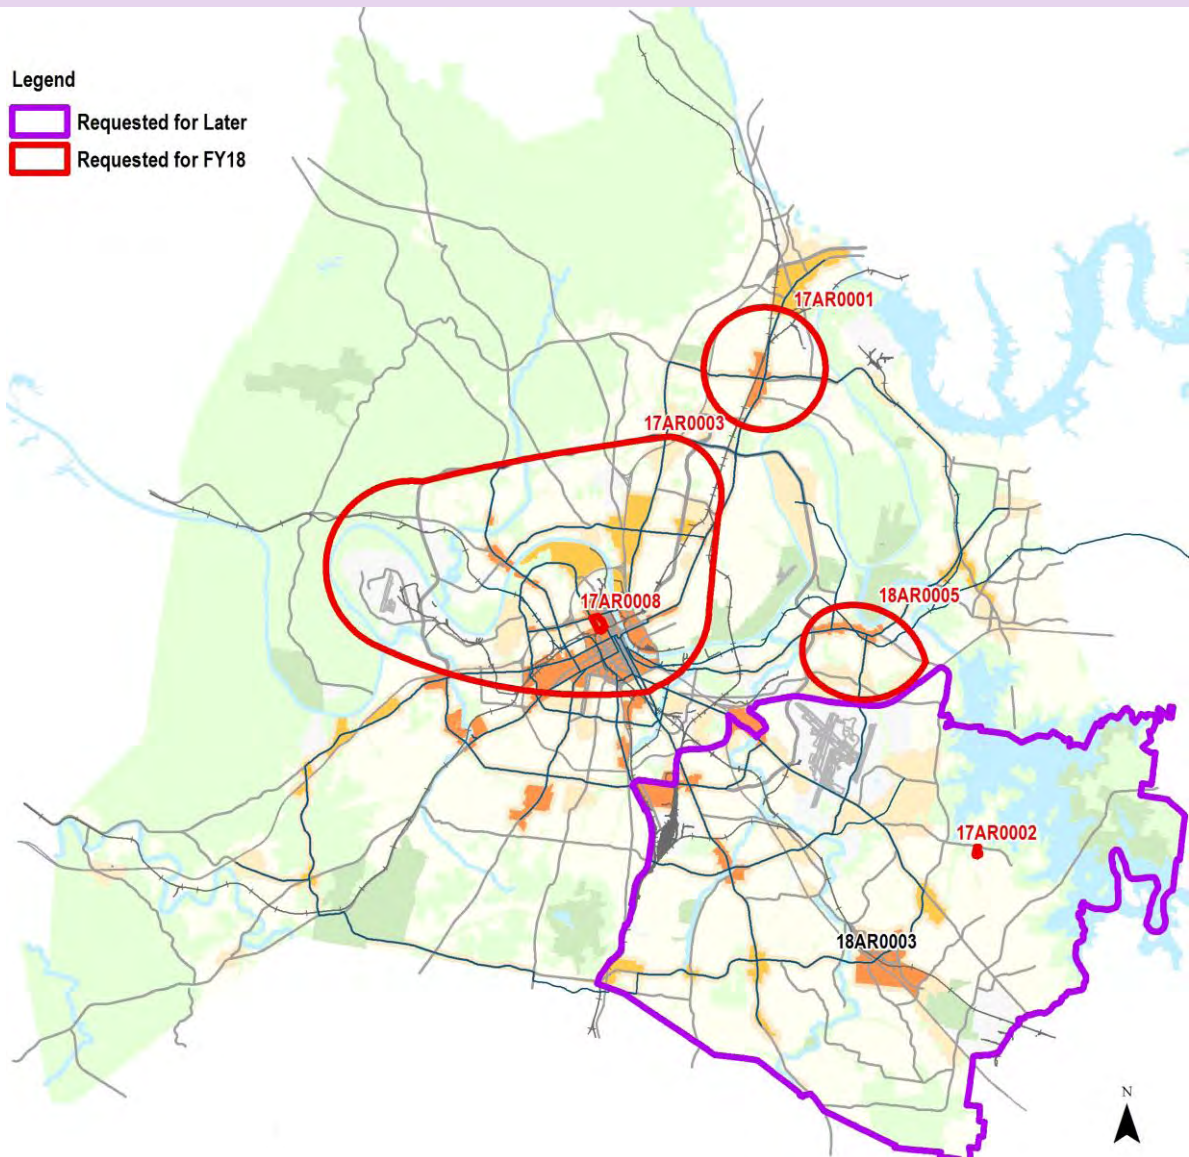 Legend
Requested for Later
Requested for FY18
17AR0001
17AR0003
17AR0008
18AR0005
17AR0002
18AR0003
N